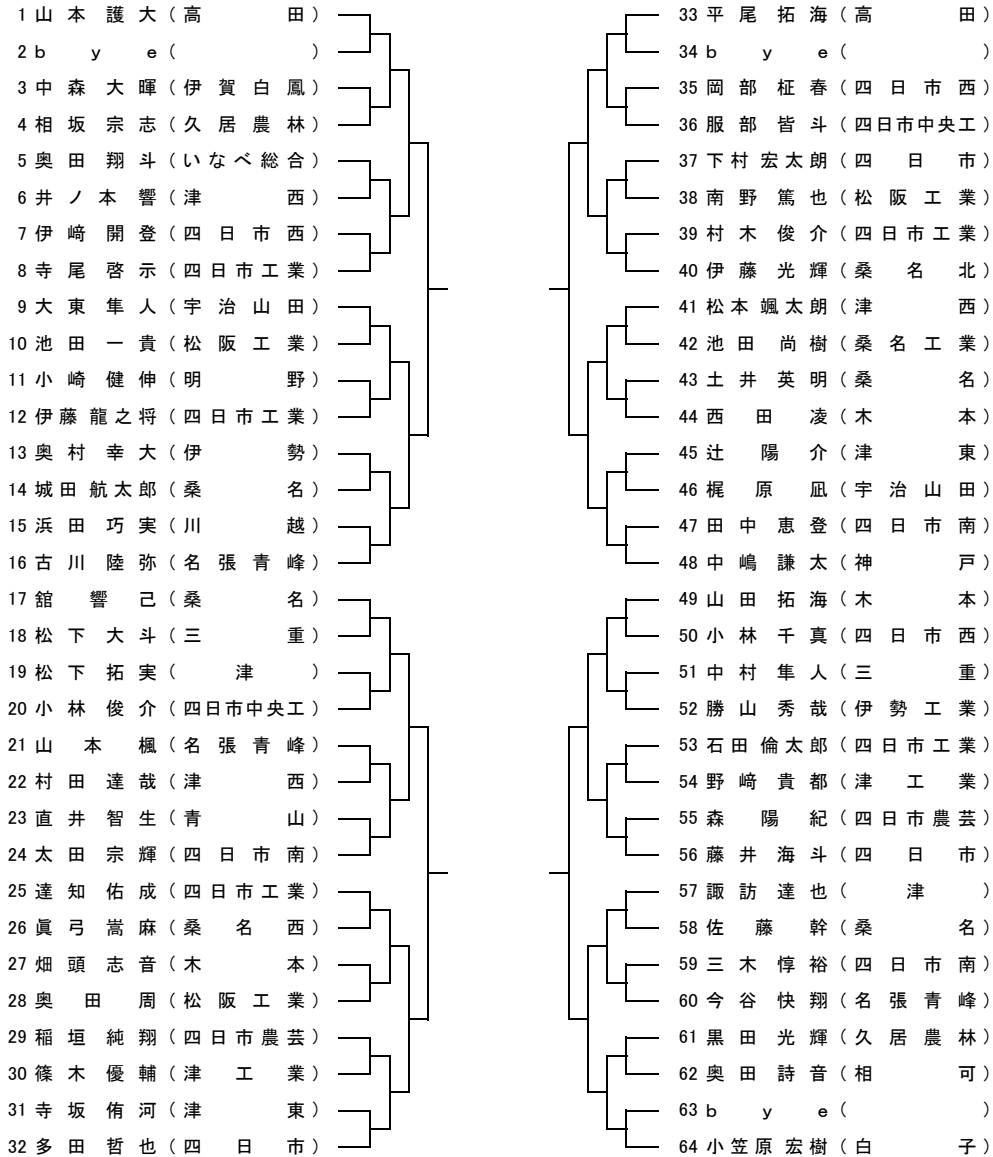 1 山本護大（高田）
2 bye（　）
3 中森大暉（伊賀白鳳）
4 相坂宗志（久居農林）
5 奥田翔斗（いなべ総合）
6 井ノ本響（津西）
7 伊﨑開登（四日市西）
8 寺尾啓示（四日市工業）
9 大東隼人（宇治山田）
10 池田一貴（松阪工業）
11 小崎健伸（明野）
12 伊藤龍之将（四日市工業）
13 奥村幸大（伊勢）
14 城田航太郎（桑名）
15 浜田巧実（川越）
16 古川陸弥（名張青峰）
17 舘響己（桑名）
18 松下大斗（三重）
19 松下拓実（津）
20 小林俊介（四日市中央工）
21 山本楓（名張青峰）
22 村田達哉（津西）
23 直井智生（青山）
24 太田宗輝（四日市南）
25 達知佑成（四日市工業）
26 眞弓嵩麻（桑名西）
27 畑頭志音（木本）
28 奥田周（松阪工業）
29 稲垣純翔（四日市農芸）
30 篠木優輔（津工業）
31 寺坂侑河（津東）
32 多田哲也（四日市）
33 平尾拓海（高田）
34 bye（　）
35 岡部柾春（四日市西）
36 服部皆斗（四日市中央工）
37 下村宏太朗（四日市）
38 南野篤也（松阪工業）
39 村木俊介（四日市工業）
40 伊藤光輝（桑名北）
41 松本颯太朗（津西）
42 池田尚樹（桑名工業）
43 土井英明（桑名）
44 西田凌（木本）
45 辻陽介（津東）
46 梶原凪（宇治山田）
47 田中恵登（四日市南）
48 中嶋謙太（神戸）
49 山田拓海（木本）
50 小林千真（四日市西）
51 中村隼人（三重）
52 勝山秀哉（伊勢工業）
53 石田倫太郎（四日市工業）
54 野﨑貴都（津工業）
55 森陽紀（四日市農芸）
56 藤井海斗（四日市）
57 諏訪達也（津）
58 佐藤幹（桑名）
59 三木惇裕（四日市南）
60 今谷快翔（名張青峰）
61 黒田光輝（久居農林）
62 奥田詩音（相可）
63 bye（　）
64 小笠原宏樹（白子）